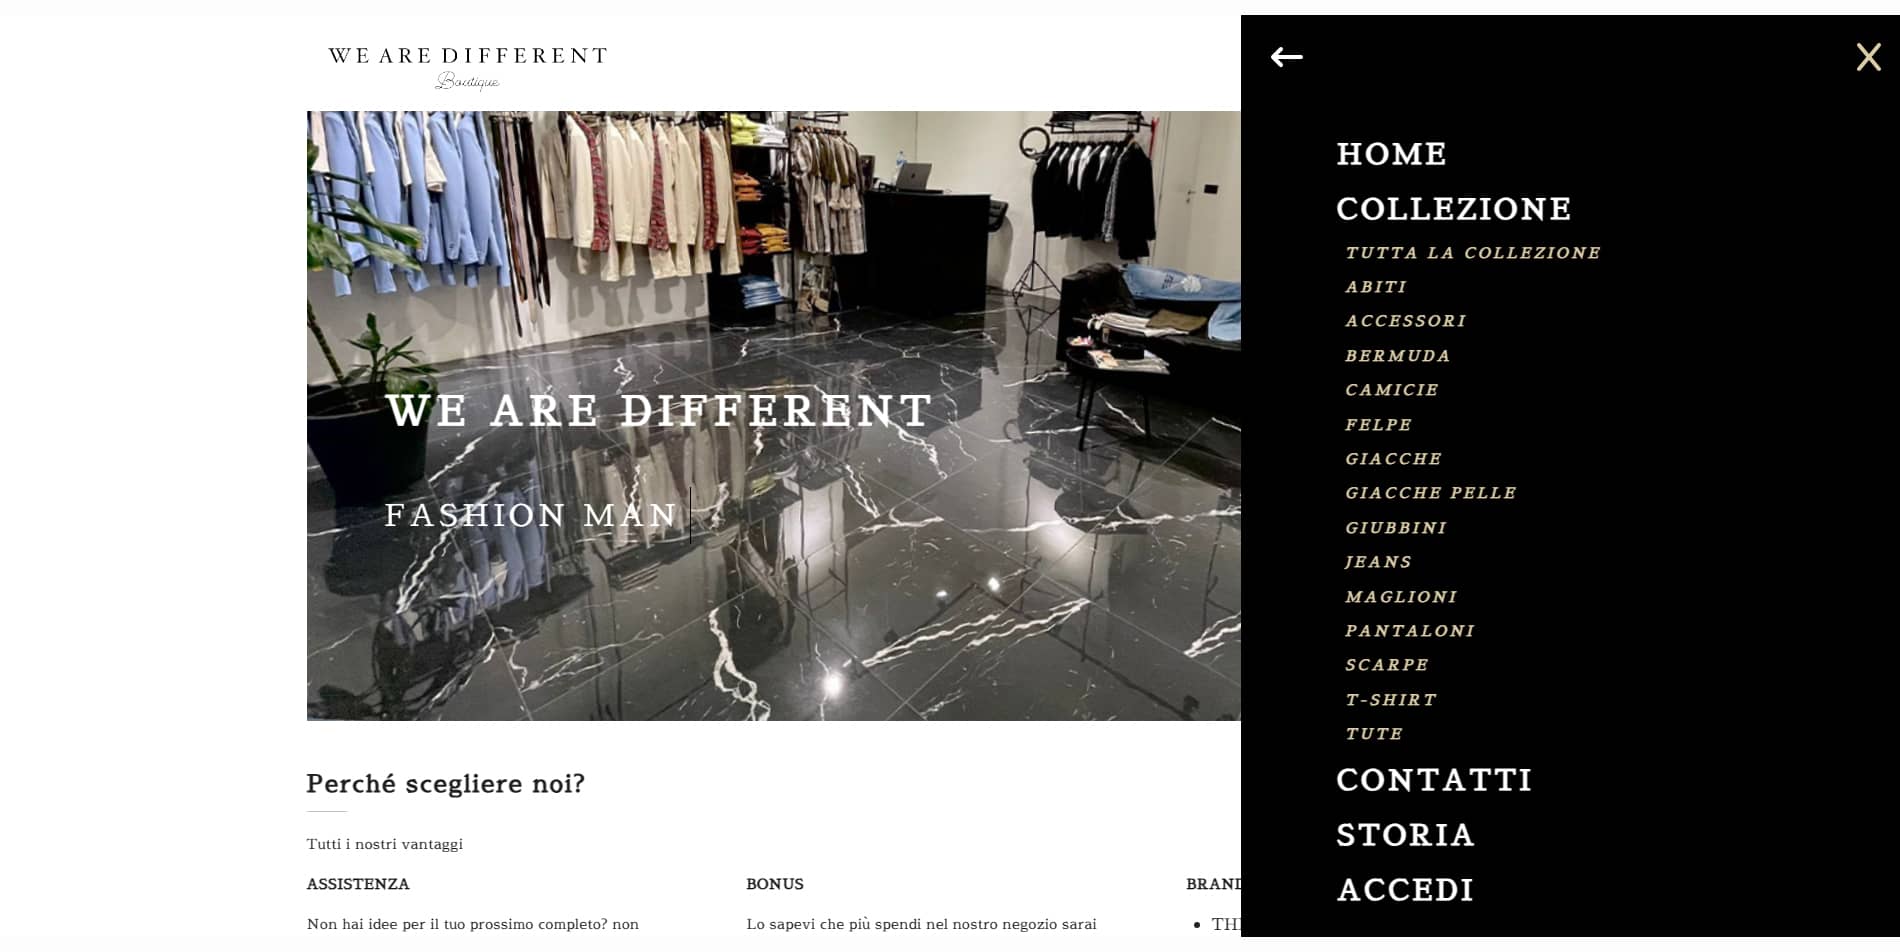 WE ARE DIFFERENT
Boutique
WE ARE DIFFERENT
FASHION MAN
Perché scegliere noi?
Tutti i nostri vantaggi
ASSISTENZA
Non hai idee per il tuo prossimo completo? non
BONUS
Lo sapevi che più spendi nel nostro negozio sarai
BRAND
• TH
X
HOME
COLLEZIONE
TUTTA LA COLLEZIONE
ABITI
ACCESSORI
BERMUDA
CAMICIE
FELPE
GIACCHE
GIACCHE PELLE
GIUBBINI
JEANS
MAGLIONI
PANTALONI
SCARPE
T-SHIRT
TUTE
CONTATTI
STORIA
ACCEDI